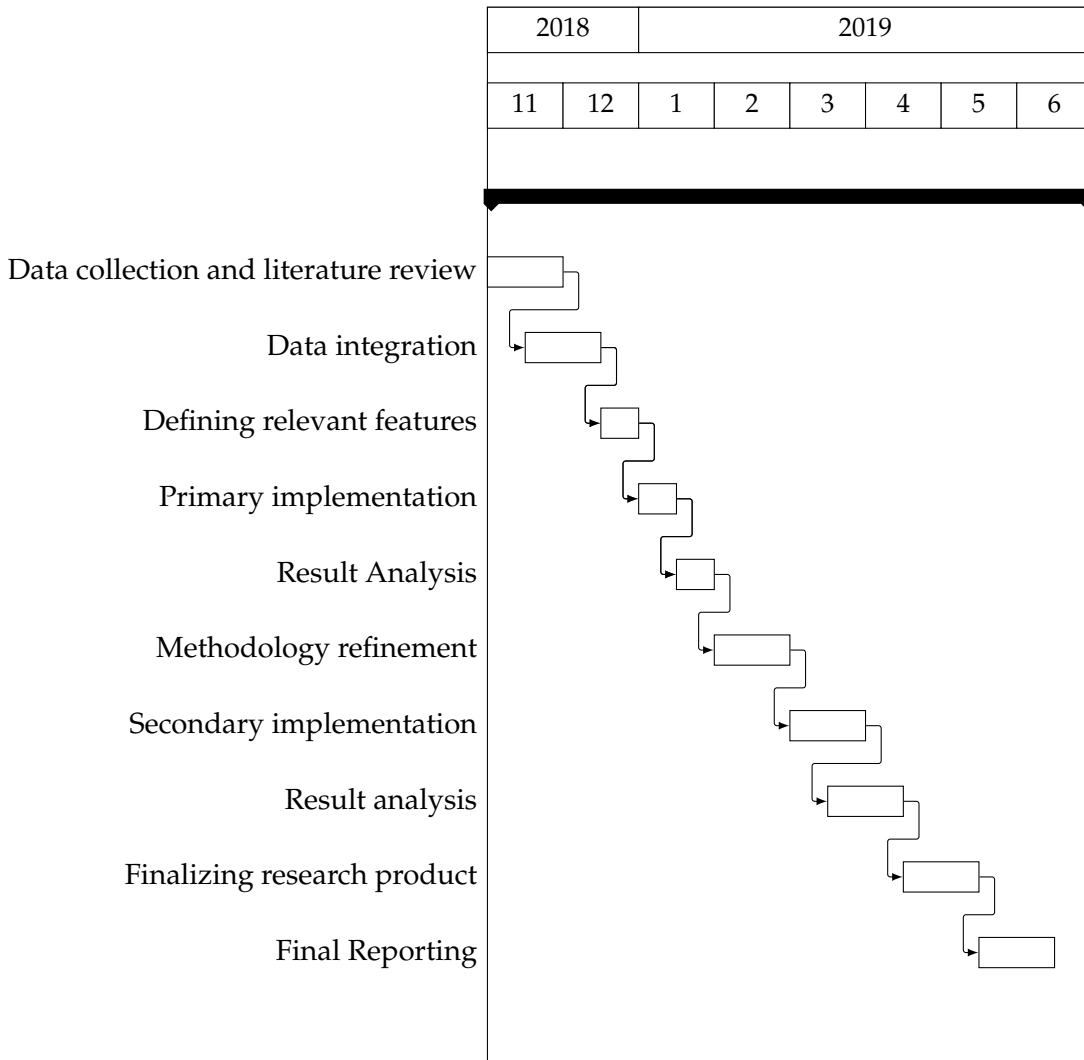 2018 2019
11 12 1 2 3 4 5 6
Data collection and literature review
Data integration
Defining relevant features
Primary implementation
Result Analysis
Methodology refinement
Secondary implementation
Result analysis
Finalizing research product
Final Reporting